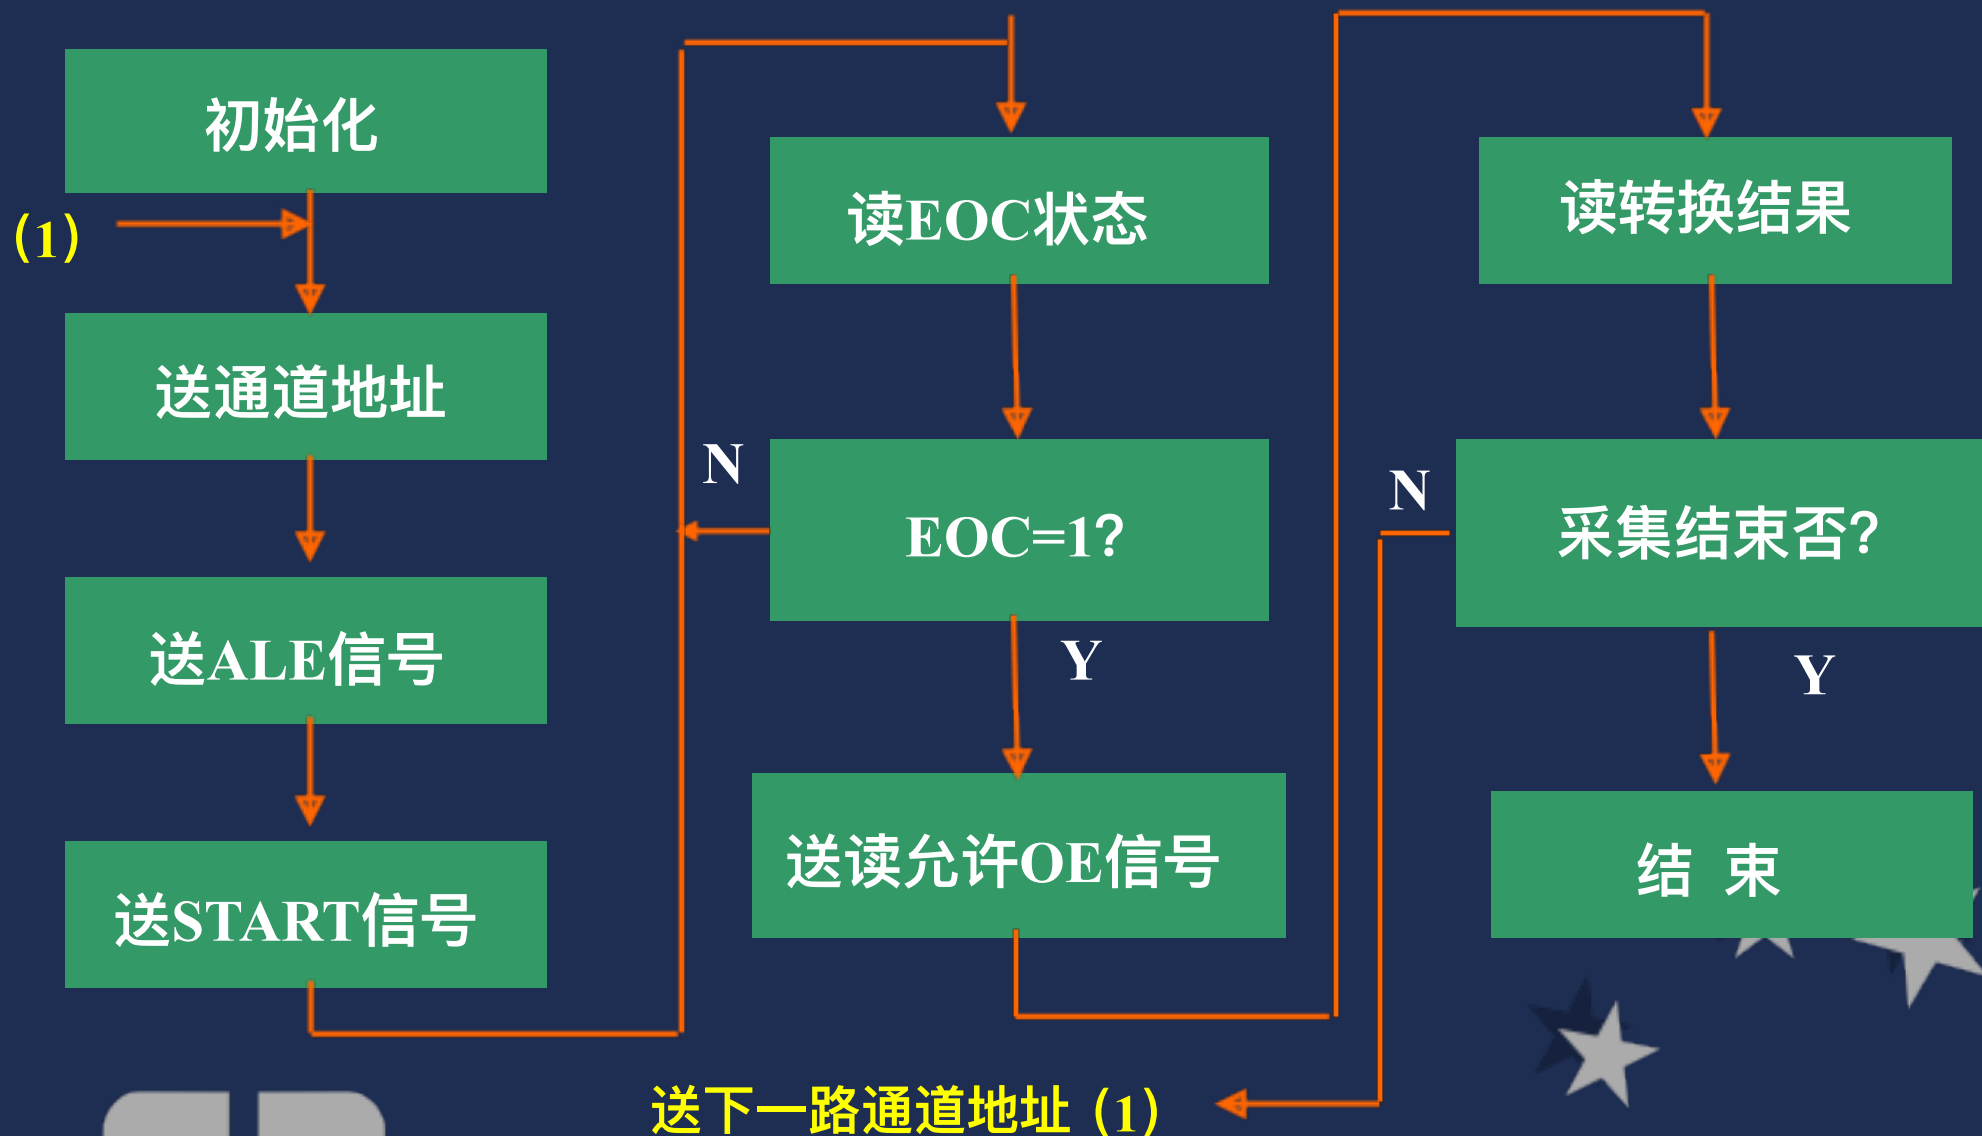 初始化
（1）
送通道地址
送ALE信号
送START信号
读EOC状态
N
EOC=1？
Y
送读允许OE信号
读转换结果
N
采集结束否？
Y
结 束
送下一路通道地址（1）